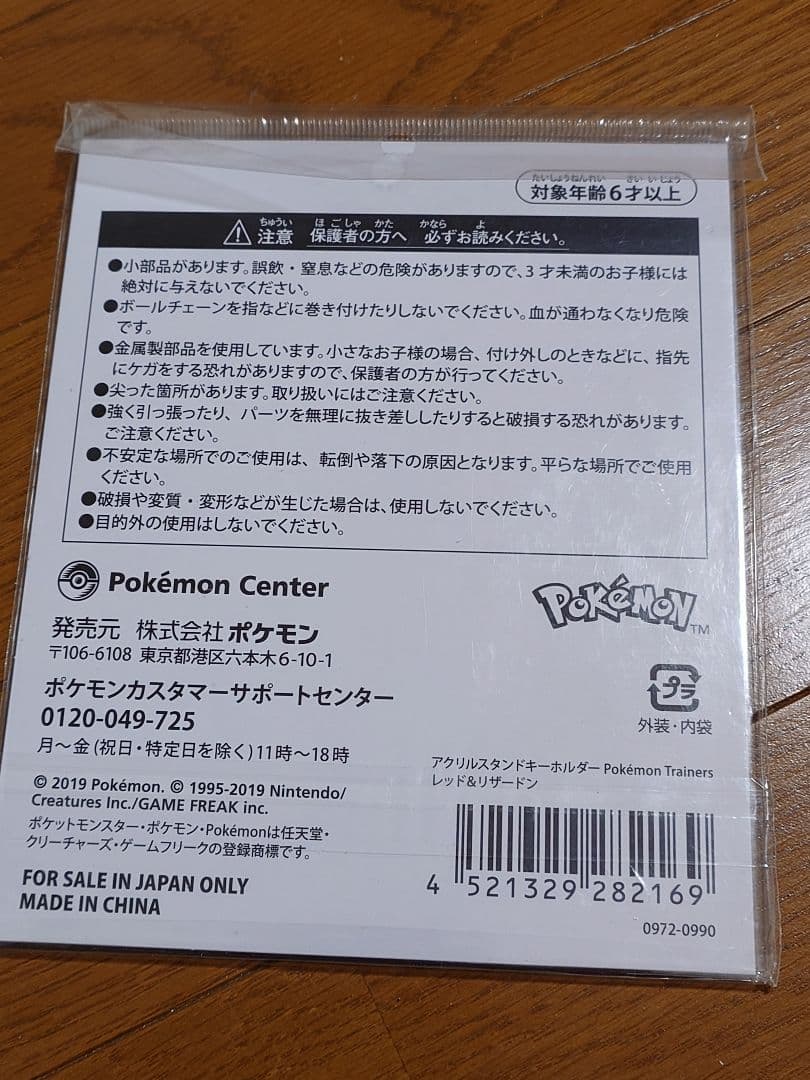 たいしょうねんれい さい いじょう
対象年齢6才以上
ちゅうい ほごしゃ かた かなら よ
注意 保護者の方へ 必ずお読みください。
●小部品があります。誤飲・窒息などの危険がありますので、3才未満のお子様には
絶対に与えないでください。
●ボールチェーンを指などに巻き付けたりしないでください。血が通わなくなり危険
です。
●金属製部品を使用しています。小さなお子様の場合、付け外しのときなどに、指先
にケガをする恐れがありますので、保護者の方が行ってください。
●尖った箇所があります。取り扱いにはご注意ください。
●強く引っ張ったり、パーツを無理に抜き差ししたりすると破損する恐れがあります。
ご注意ください。
●不安定な場所でのご使用は、転倒や落下の原因となります。平らな場所でご使用
ください。
●破損や変質・変形などが生じた場合は、使用しないでください。
●目的外の使用はしないでください。
Pokémon Center
発売元 株式会社ポケモン
〒106-6108 東京都港区六本木6-10-1
ポケモンカスタマーサポートセンター
0120-049-725
月〜金(祝日・特定日を除く)11時〜18時
© 2019 Pokémon. © 1995-2019 Nintendo/
Creatures Inc./GAME FREAK inc.
ポケットモンスター・ポケモン・Pokémonは任天堂・
クリーチャーズ・ゲームフリークの登録商標です。
FOR SALE IN JAPAN ONLY
MADE IN CHINA
POKéMON TM
プラ
外装・内袋
アクリルスタンドキーホルダー Pokémon Trainers
レッド&リザードン
4 521329 282169
0972-0990